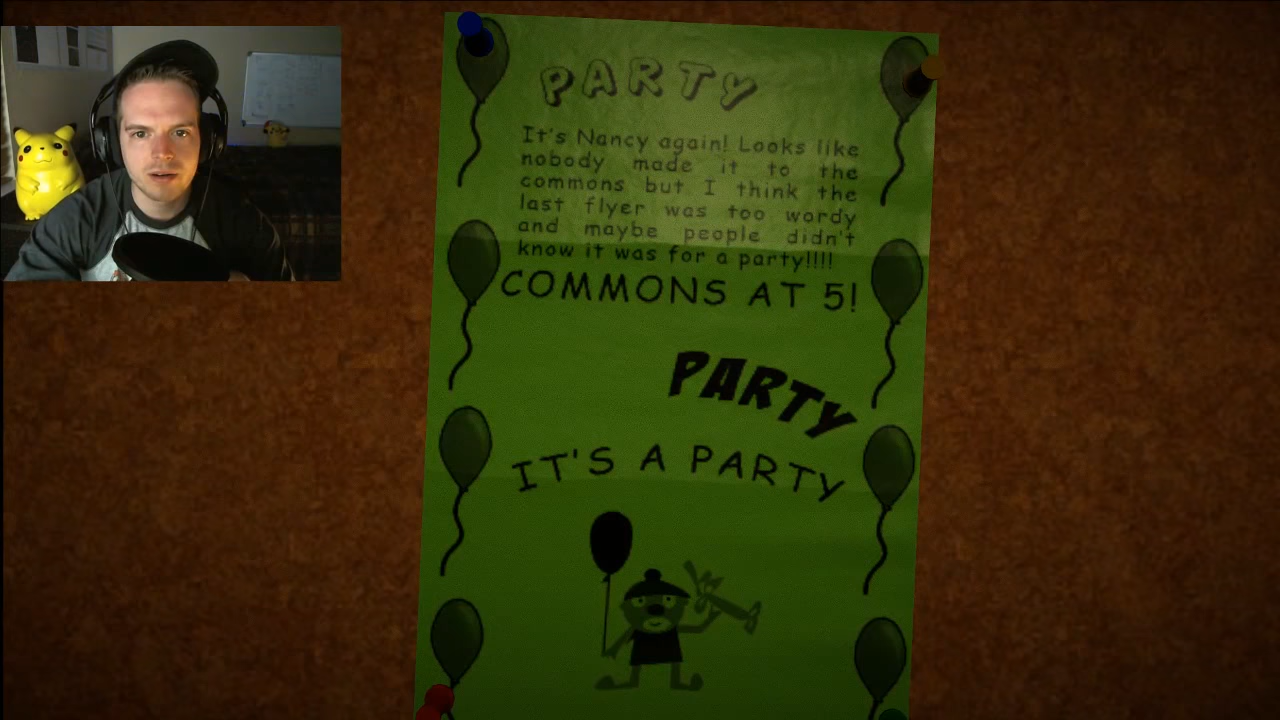 PARTY
It's Nancy again! Looks like
nobody made it to the
commons but I think the
last flyer was too wordy
and maybe people didn't
know it was for a party!!!!
COMMONS AT 5!
PARTY
IT'S A PARTY